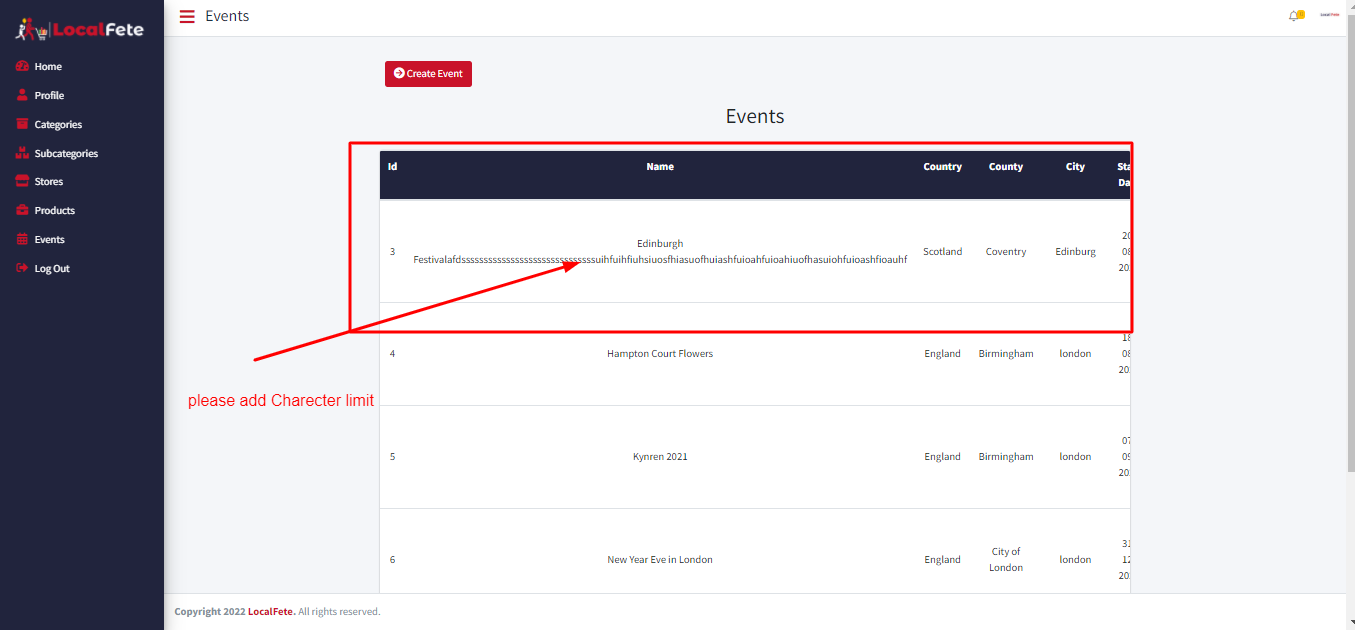 LocalFete
Events
Home
Profile
Categories
Subcategories
Stores
Products
Events
Log Out
Create Event
Events
Id Name Country County City Sta
Da
3 Edinburgh
Scotland Coventry Edinburg 20
08
20
4 Hampton Court Flowers England Birmingham london 18
08
20
please add Charecter limit
5 Kynren 2021 England Birmingham london 07
09
20
6 New Year Eve in London England City of
London london 31
12
20
Copyright 2022 LocalFete. All rights reserved.